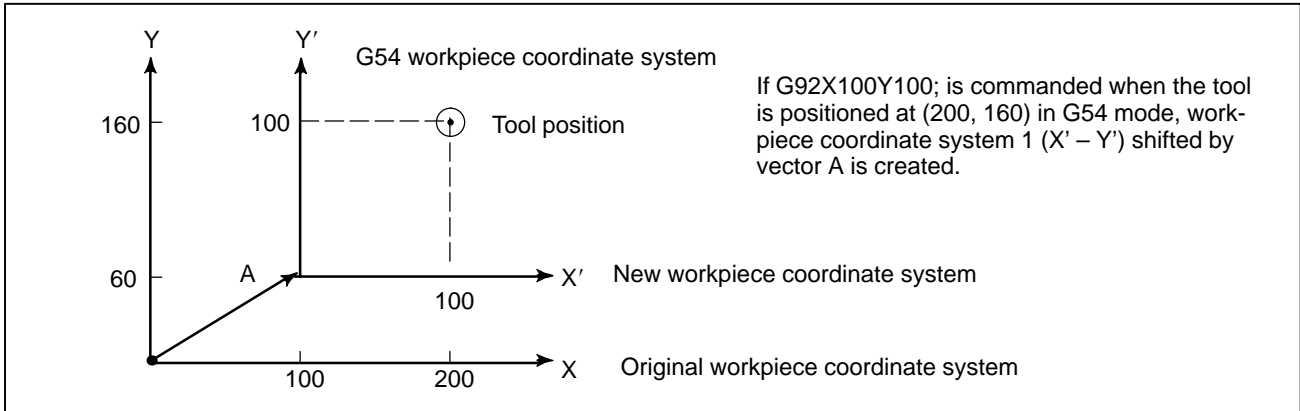 Y
Y′
G54 workpiece coordinate system
If G92X100Y100; is commanded when the tool
is positioned at (200, 160) in G54 mode, work-
piece coordinate system 1 (X’ – Y’) shifted by
vector A is created.
160
100
Tool position
60
A
X′
New workpiece coordinate system
100
X
Original workpiece coordinate system
100
200